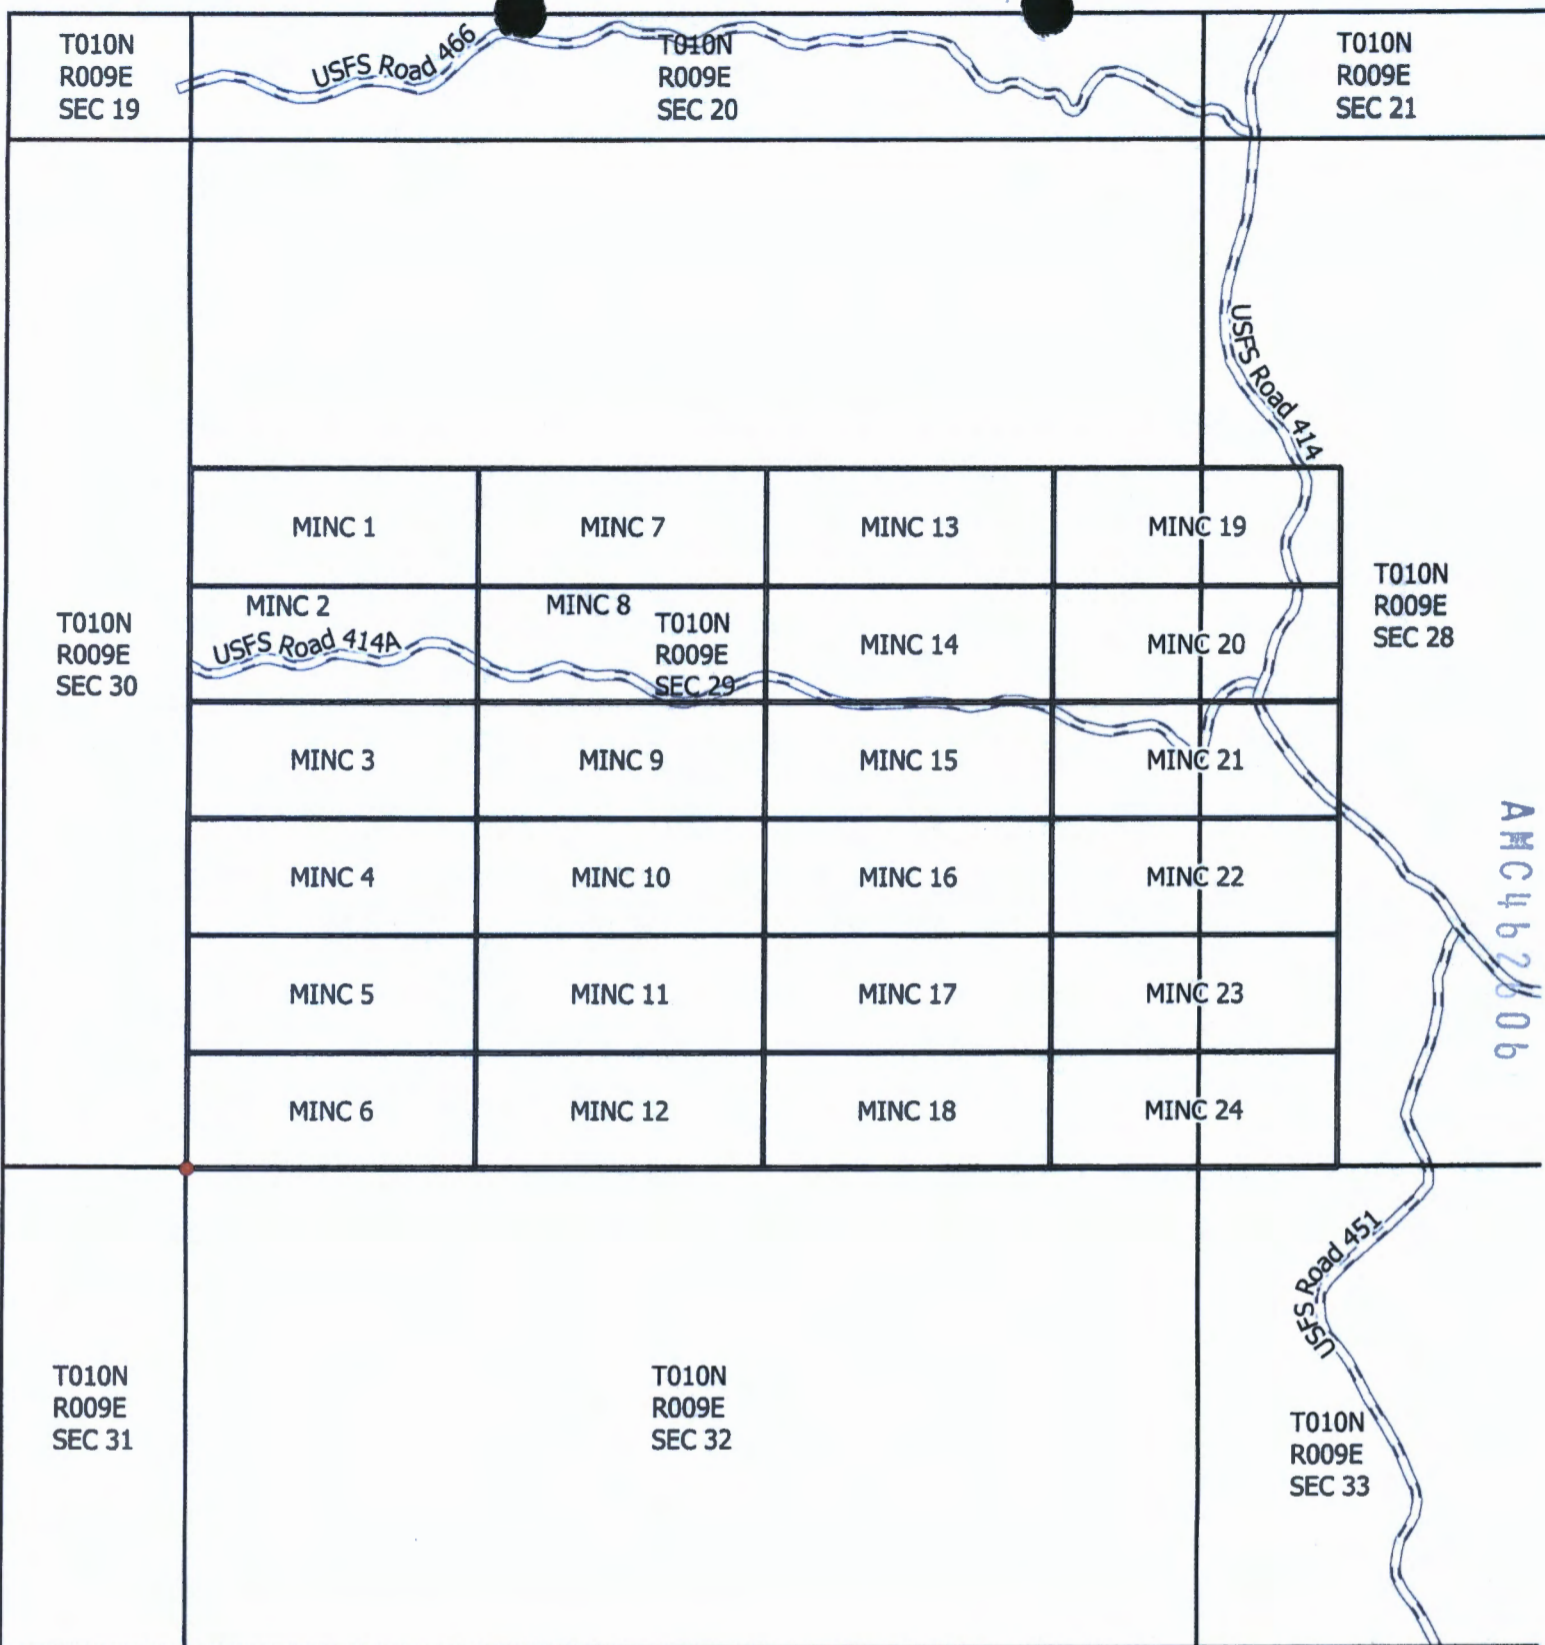 T010N
R009E
SEC 19
USFS Road 466
T010N
R009E
SEC 20
T010N
R009E
SEC 21
USFS Road 414
MINC 1
MINC 7
MINC 13
MINC 19
MINC 2
MINC 8
MINC 14
MINC 20
USFS Road 414A
T010N
R009E
SEC 29
T010N
R009E
SEC 28
T010N
R009E
SEC 30
MINC 3
MINC 9
MINC 15
MINC 21
MINC 4
MINC 10
MINC 16
MINC 22
MINC 5
MINC 11
MINC 17
MINC 23
MINC 6
MINC 12
MINC 18
MINC 24
USFS Road 451
T010N
R009E
SEC 31
T010N
R009E
SEC 32
T010N
R009E
SEC 33